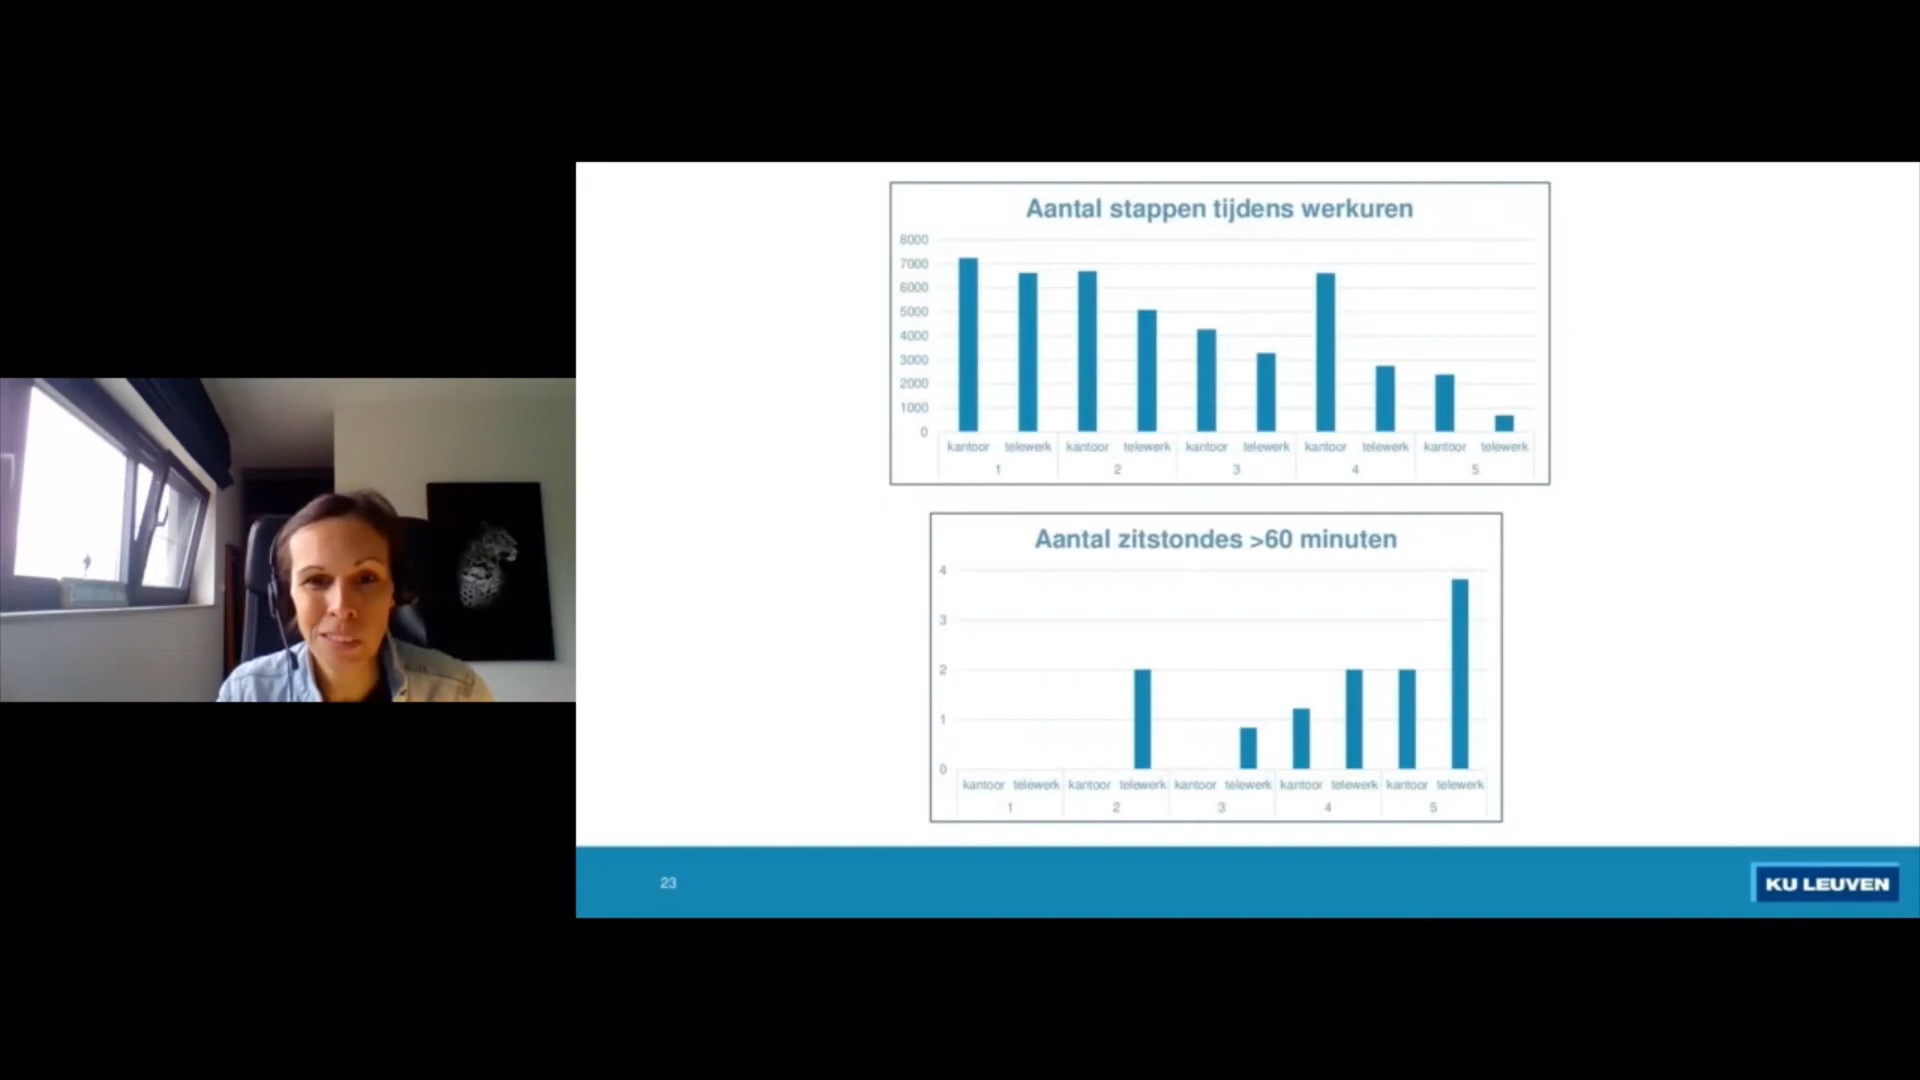 Aantal stappen tijdens werkuren
8000
7000
6000
5000
4000
3000
2000
1000
0
kantoor telewerk kantoor telewerk kantoor telewerk kantoor telewerk kantoor telewerk
1 2 3 4 5
Aantal zitstondes >60 minuten
4
3
2
1
0
kantoor telewerk kantoor telewerk kantoor telewerk kantoor telewerk kantoor telewerk
1 2 3 4 5
23
KU LEUVEN